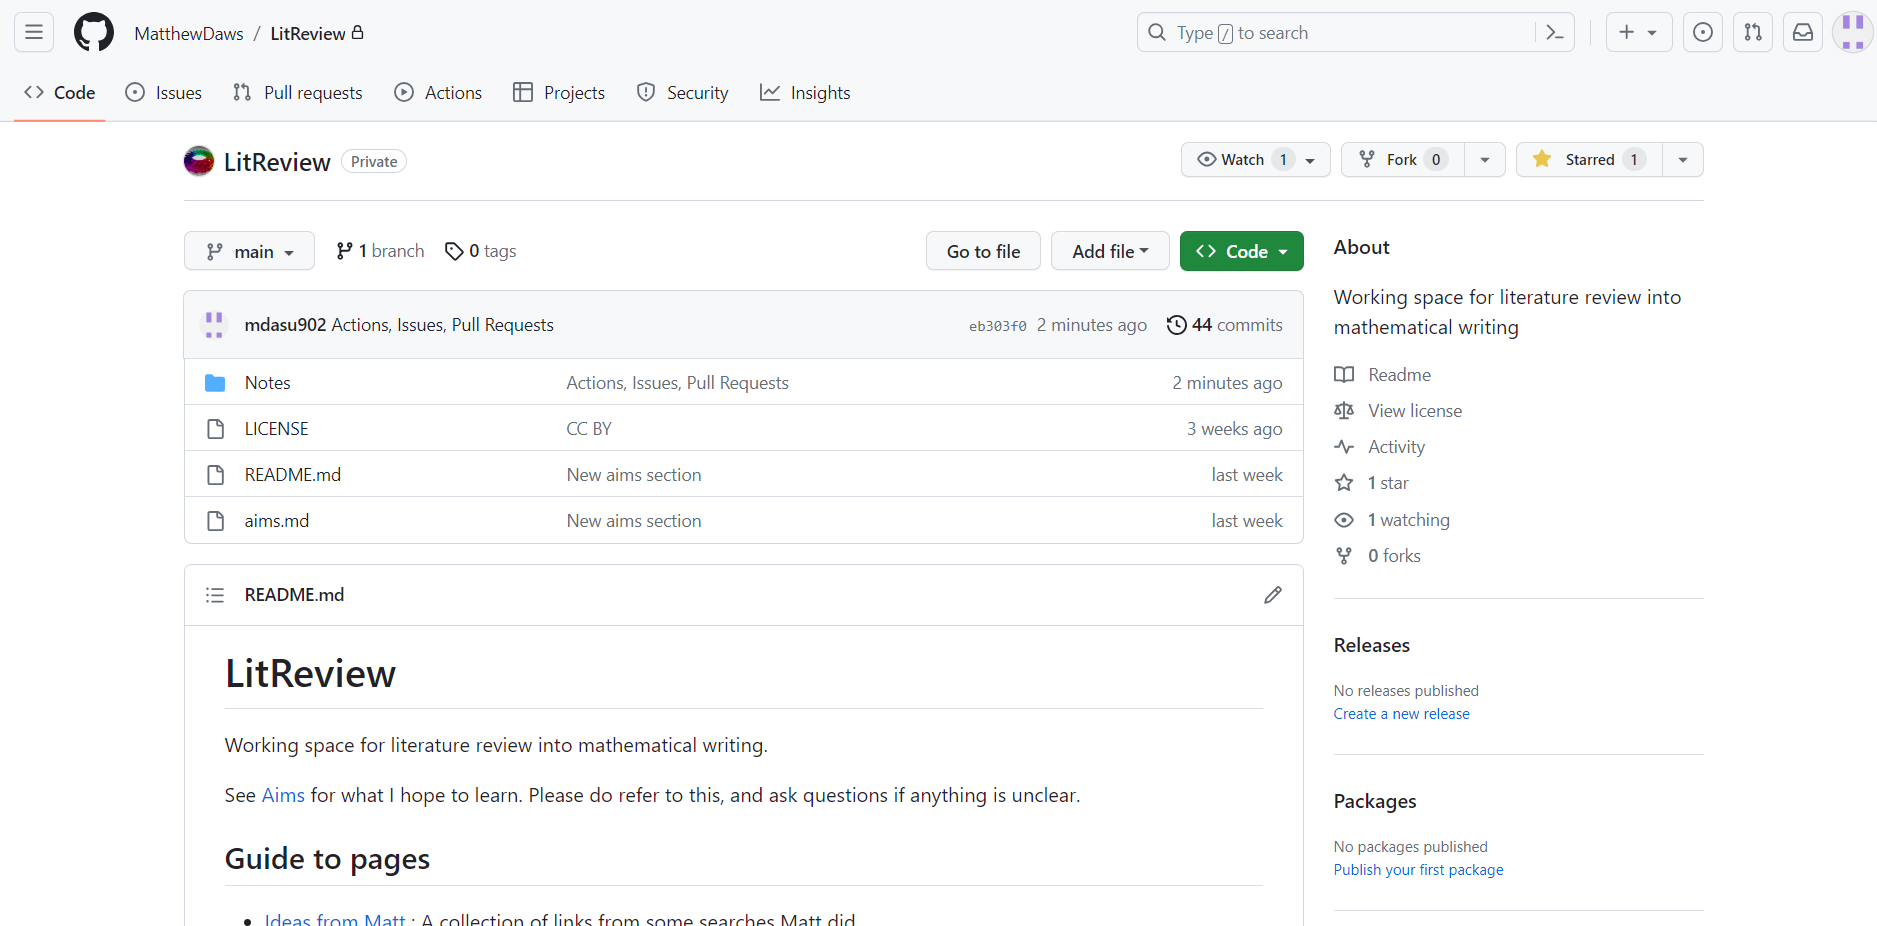 MatthewDaws / LitReview
Type / to search
Code Issues Pull requests Actions Projects Security Insights
LitReview Private
Watch 1 Fork 0 Starred 1
main 1 branch 0 tags Go to file Add file Code
mdasu902 Actions, Issues, Pull Requests eb303f0 2 minutes ago 44 commits
Notes Actions, Issues, Pull Requests 2 minutes ago
LICENSE CC BY 3 weeks ago
README.md New aims section last week
aims.md New aims section last week
README.md
LitReview
Working space for literature review into mathematical writing.
See Aims for what I hope to learn. Please do refer to this, and ask questions if anything is unclear.
Guide to pages
• Ideas from Matt : A collection of links from some searches Matt did
About
Working space for literature review into
mathematical writing
Readme
View license
Activity
1 star
1 watching
0 forks
Releases
No releases published
Create a new release
Packages
No packages published
Publish your first package